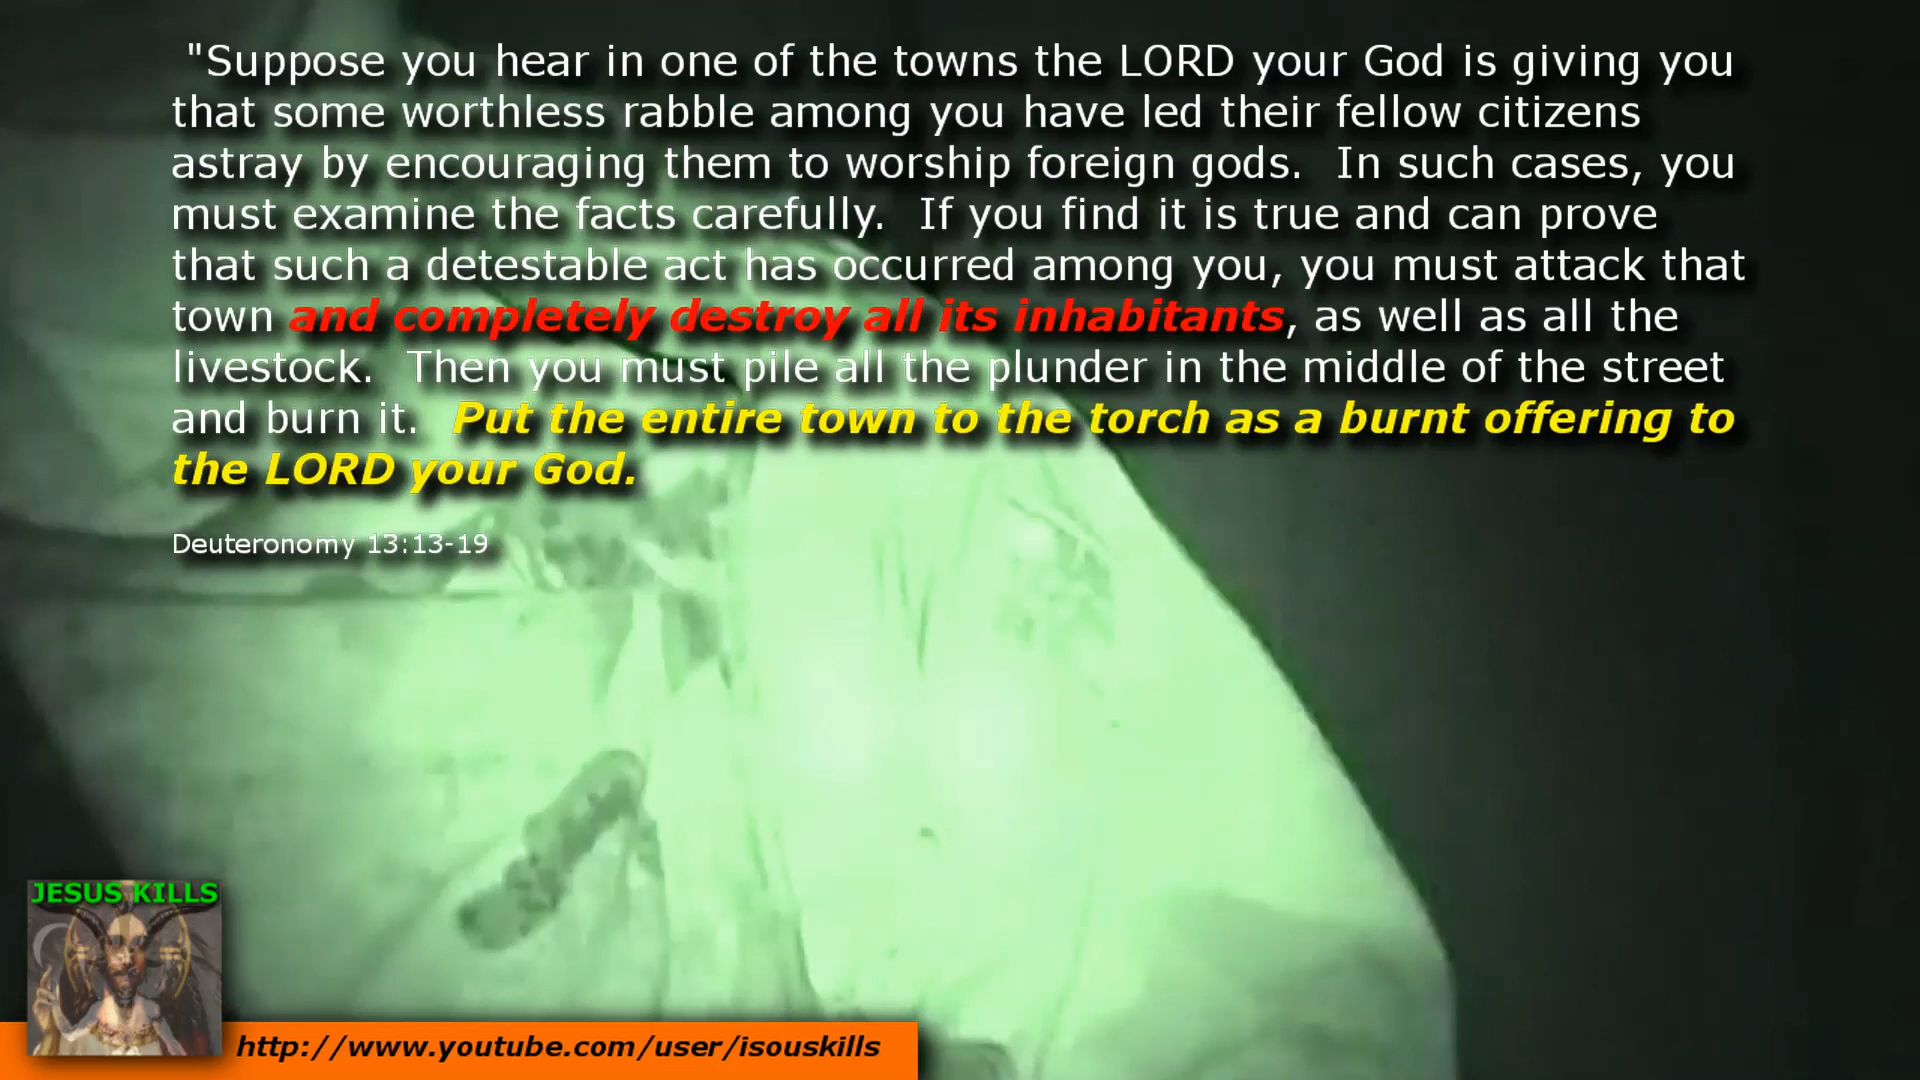 "Suppose you hear in one of the towns the LORD your God is giving you
that some worthless rabble among you have led their fellow citizens
astray by encouraging them to worship foreign gods.  In such cases, you
must examine the facts carefully.  If you find it is true and can prove
that such a detestable act has occurred among you, you must attack that
town and completely destroy all its inhabitants, as well as all the
livestock.  Then you must pile all the plunder in the middle of the street
and burn it.  Put the entire town to the torch as a burnt offering to
the LORD your God.
Deuteronomy 13:13-19
JESUS KILLS
http://www.youtube.com/user/isouskills